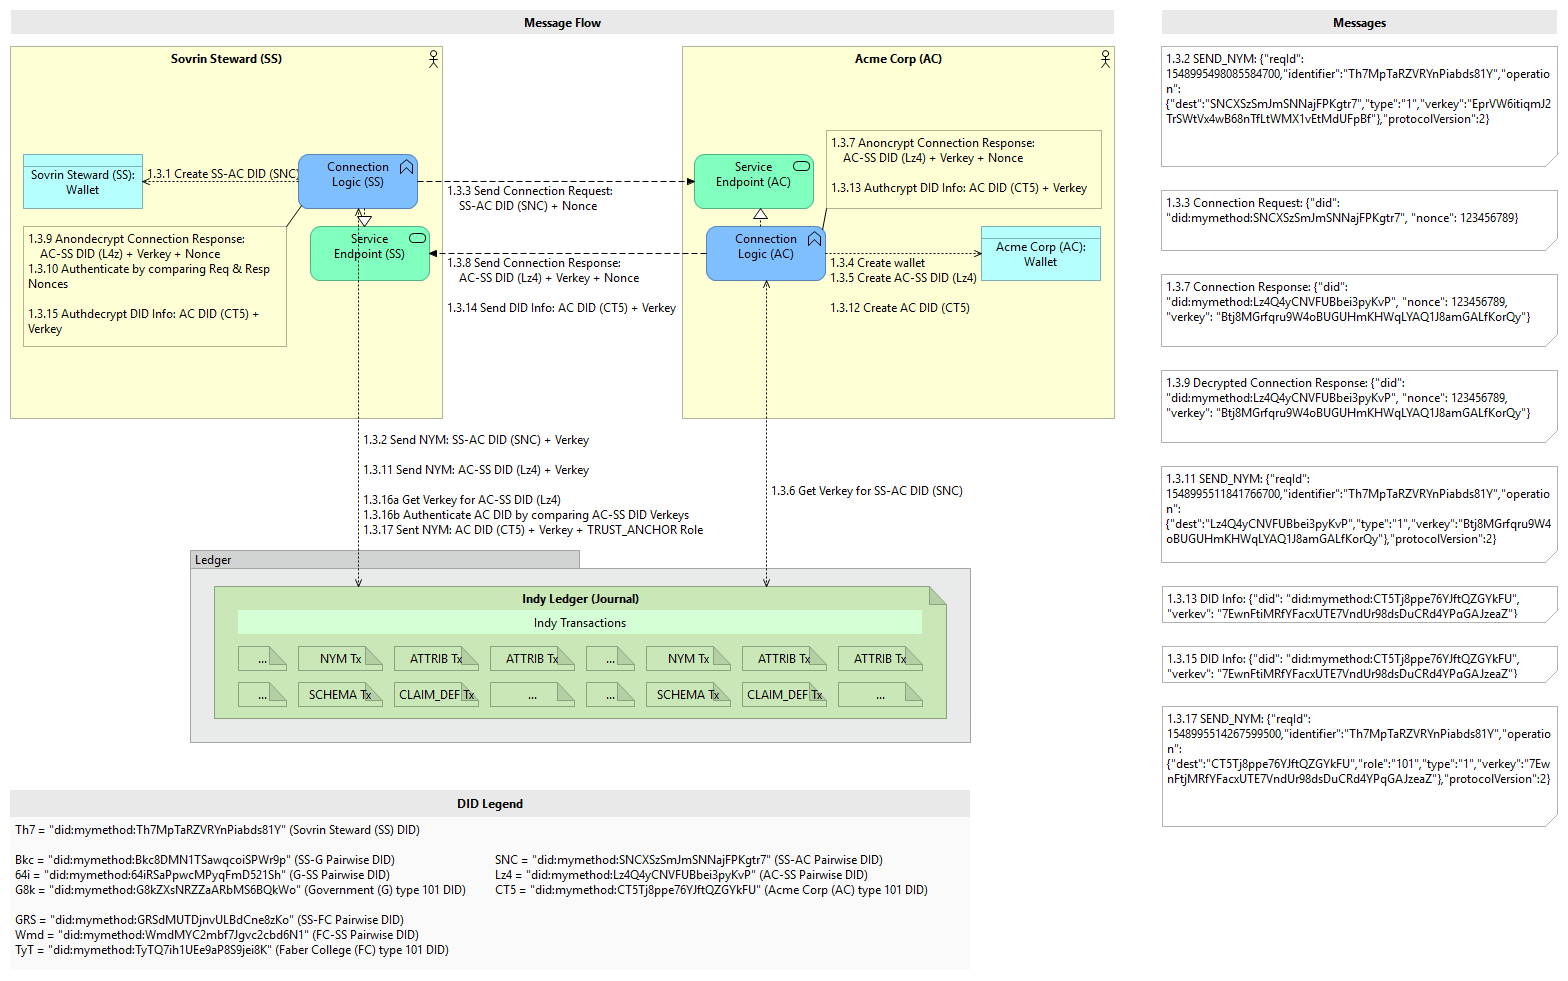 Message Flow
Sovrin Steward (SS)
Acme Corp (AC)
Sovrin Steward (SS):
Wallet
1.3.1 Create SS-AC DID (SNC)
Connection
Logic (SS)
Service
Endpoint (SS)
1.3.9 Anondecrypt Connection Response:
AC-SS DID (L4z) + Verkey + Nonce
1.3.10 Authenticate by comparing Req & Resp
Nonces
1.3.15 Authdecrypt DID Info: AC DID (CT5) +
Verkey
1.3.3 Send Connection Request:
SS-AC DID (SNC) + Nonce
1.3.8 Send Connection Response:
AC-SS DID (Lz4) + Verkey + Nonce
1.3.14 Send DID Info: AC DID (CT5) + Verkey
1.3.7 Anoncrypt Connection Response:
AC-SS DID (Lz4) + Verkey + Nonce
1.3.13 Authcrypt DID Info: AC DID (CT5) + Verkey
Service
Endpoint (AC)
Connection
Logic (AC)
1.3.4 Create wallet
1.3.5 Create AC-SS DID (Lz4)
1.3.12 Create AC DID (CT5)
Acme Corp (AC):
Wallet
1.3.2 Send NYM: SS-AC DID (SNC) + Verkey
1.3.11 Send NYM: AC-SS DID (Lz4) + Verkey
1.3.16a Get Verkey for AC-SS DID (Lz4)
1.3.16b Authenticate AC DID by comparing AC-SS DID Verkeys
1.3.17 Sent NYM: AC DID (CT5) + Verkey + TRUST_ANCHOR Role
1.3.6 Get Verkey for SS-AC DID (SNC)
Ledger
Indy Ledger (Journal)
Indy Transactions
... NYM Tx ATTRIB Tx ATTRIB Tx ... NYM Tx ATTRIB Tx ATTRIB Tx
... SCHEMA Tx CLAIM_DEF Tx ... ... SCHEMA Tx CLAIM_DEF Tx ...
DID Legend
Th7 = "did:mymethod:Th7MpTaRZVRYnPiabds81Y" (Sovrin Steward (SS) DID)
Bkc = "did:mymethod:Bkc8DMN1TSawqcoiSPWr9p" (SS-G Pairwise DID)
64i = "did:mymethod:64iRSaPpwcMPyqFmD521Sh" (G-SS Pairwise DID)
G8k = "did:mymethod:G8kZXsNRZZaARbMS6BQkWo" (Government (G) type 101 DID)
GRS = "did:mymethod:GRSdMUTDjnvULBdCne8zKo" (SS-FC Pairwise DID)
Wmd = "did:mymethod:WmdMYC2mbf7Jgvc2cbd6N1" (FC-SS Pairwise DID)
TyT = "did:mymethod:TyTQ7ih1UEe9aP8S9jei8K" (Faber College (FC) type 101 DID)
SNC = "did:mymethod:SNCXSzSmJmSNNajFPKgtr7" (SS-AC Pairwise DID)
Lz4 = "did:mymethod:Lz4Q4yCNVFUBbei3pyKvP" (AC-SS Pairwise DID)
CT5 = "did:mymethod:CT5Tj8ppe76YJftQZGYkFU" (Acme Corp (AC) type 101 DID)
Messages
1.3.2 SEND_NYM: {"reqId":
1548995498085584700,"identifier":"Th7MpTaRZVRYnPiabds81Y","operatio
n":
{"dest":"SNCXSzSmJmSNNajFPKgtr7","type":"1","verkey":"EprVW6itiqmJ2
TrSWtVx4wB68nTfLtWMX1vEtMdUFpBf"},"protocolVersion":2}
1.3.3 Connection Request: {"did":
"did:mymethod:SNCXSzSmJmSNNajFPKgtr7", "nonce": 123456789}
1.3.7 Connection Response: {"did":
"did:mymethod:Lz4Q4yCNVFUBbei3pyKvP", "nonce": 123456789,
"verkey": "Btj8MGrfqru9W4oBUGUHmKHWqLYAQ1J8amGALfKorQy"}
1.3.9 Decrypted Connection Response: {"did":
"did:mymethod:Lz4Q4yCNVFUBbei3pyKvP", "nonce": 123456789,
"verkey": "Btj8MGrfqru9W4oBUGUHmKHWqLYAQ1J8amGALfKorQy"}
1.3.11 SEND_NYM: {"reqId":
1548995511841766700,"identifier":"Th7MpTaRZVRYnPiabds81Y","operatio
n":
{"dest":"Lz4Q4yCNVFUBbei3pyKvP","type":"1","verkey":"Btj8MGrfqru9W4
oBUGUHmKHWqLYAQ1J8amGALfKorQy"},"protocolVersion":2}
1.3.13 DID Info: {"did": "did:mymethod:CT5Tj8ppe76YJftQZGYkFU",
"verkey": "7EwnFtjMRfYFacxUTE7VndUr98dsDuCRd4YPqGAJzeaZ"}
1.3.15 DID Info: {"did": "did:mymethod:CT5Tj8ppe76YJftQZGYkFU",
"verkey": "7EwnFtjMRfYFacxUTE7VndUr98dsDuCRd4YPqGAJzeaZ"}
1.3.17 SEND_NYM: {"reqId":
1548995514267599500,"identifier":"Th7MpTaRZVRYnPiabds81Y","operatio
n":
{"dest":"CT5Tj8ppe76YJftQZGYkFU","role":"101","type":"1","verkey":"7Ew
nFtjMRfYFacxUTE7VndUr98dsDuCRd4YPqGAJzeaZ"},"protocolVersion":2}